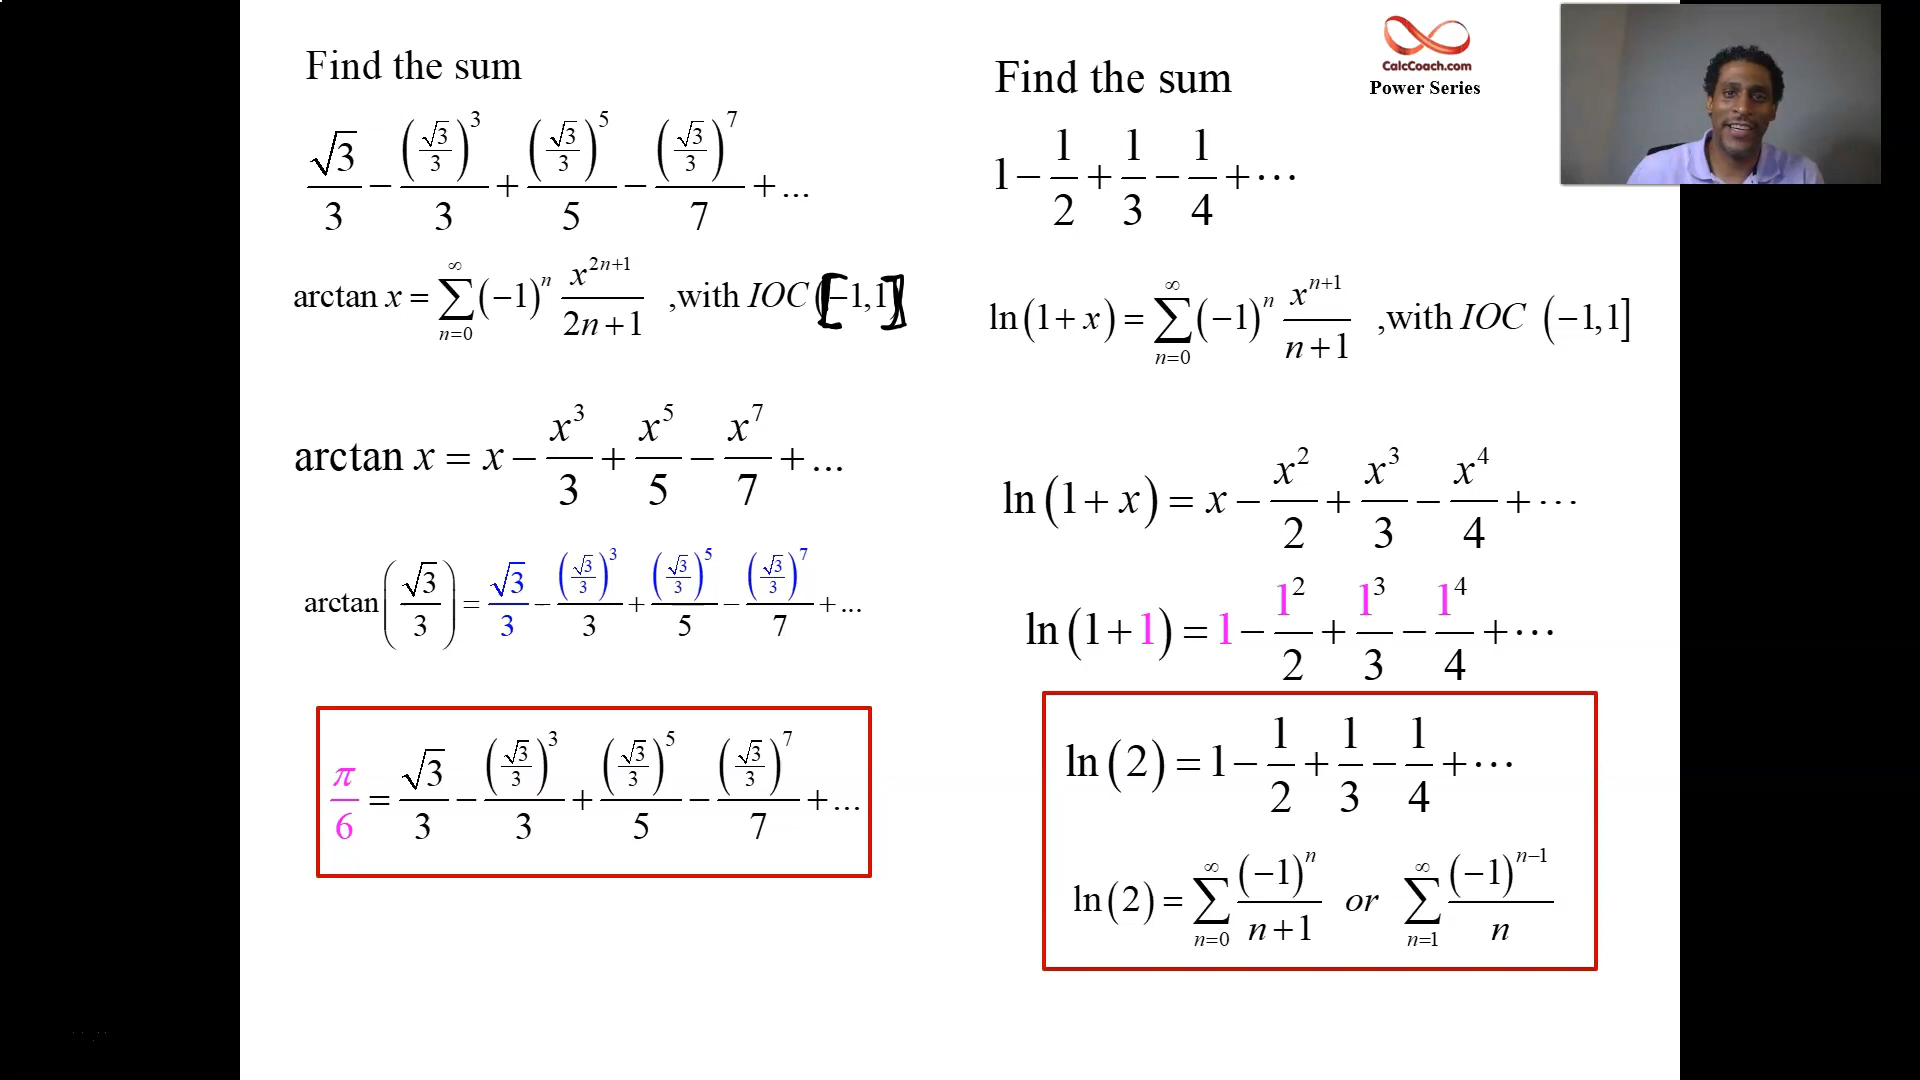 Find the sum
√3/3 − (√3/3)^3/3 + (√3/3)^5/5 − (√3/3)^7/7 + ...
arctan x = ∑_{n=0}^{∞} (−1)^n x^{2n+1}/(2n+1) ,with IOC [−1,1]
arctan x = x − x^3/3 + x^5/5 − x^7/7 + ...
arctan(√3/3) = √3/3 − (√3/3)^3/3 + (√3/3)^5/5 − (√3/3)^7/7 + ...
π/6 = √3/3 − (√3/3)^3/3 + (√3/3)^5/5 − (√3/3)^7/7 + ...
Find the sum
1 − 1/2 + 1/3 − 1/4 + ⋯
ln(1 + x) = ∑_{n=0}^{∞} (−1)^n x^{n+1}/(n+1) ,with IOC (−1,1]
ln(1 + x) = x − x^2/2 + x^3/3 − x^4/4 + ⋯
ln(1 + 1) = 1 − 1^2/2 + 1^3/3 − 1^4/4 + ⋯
ln(2) = 1 − 1/2 + 1/3 − 1/4 + ⋯
ln(2) = ∑_{n=0}^{∞} (−1)^n/(n+1) or ∑_{n=1}^{∞} (−1)^{n−1}/n
CalcCoach.com
Power Series